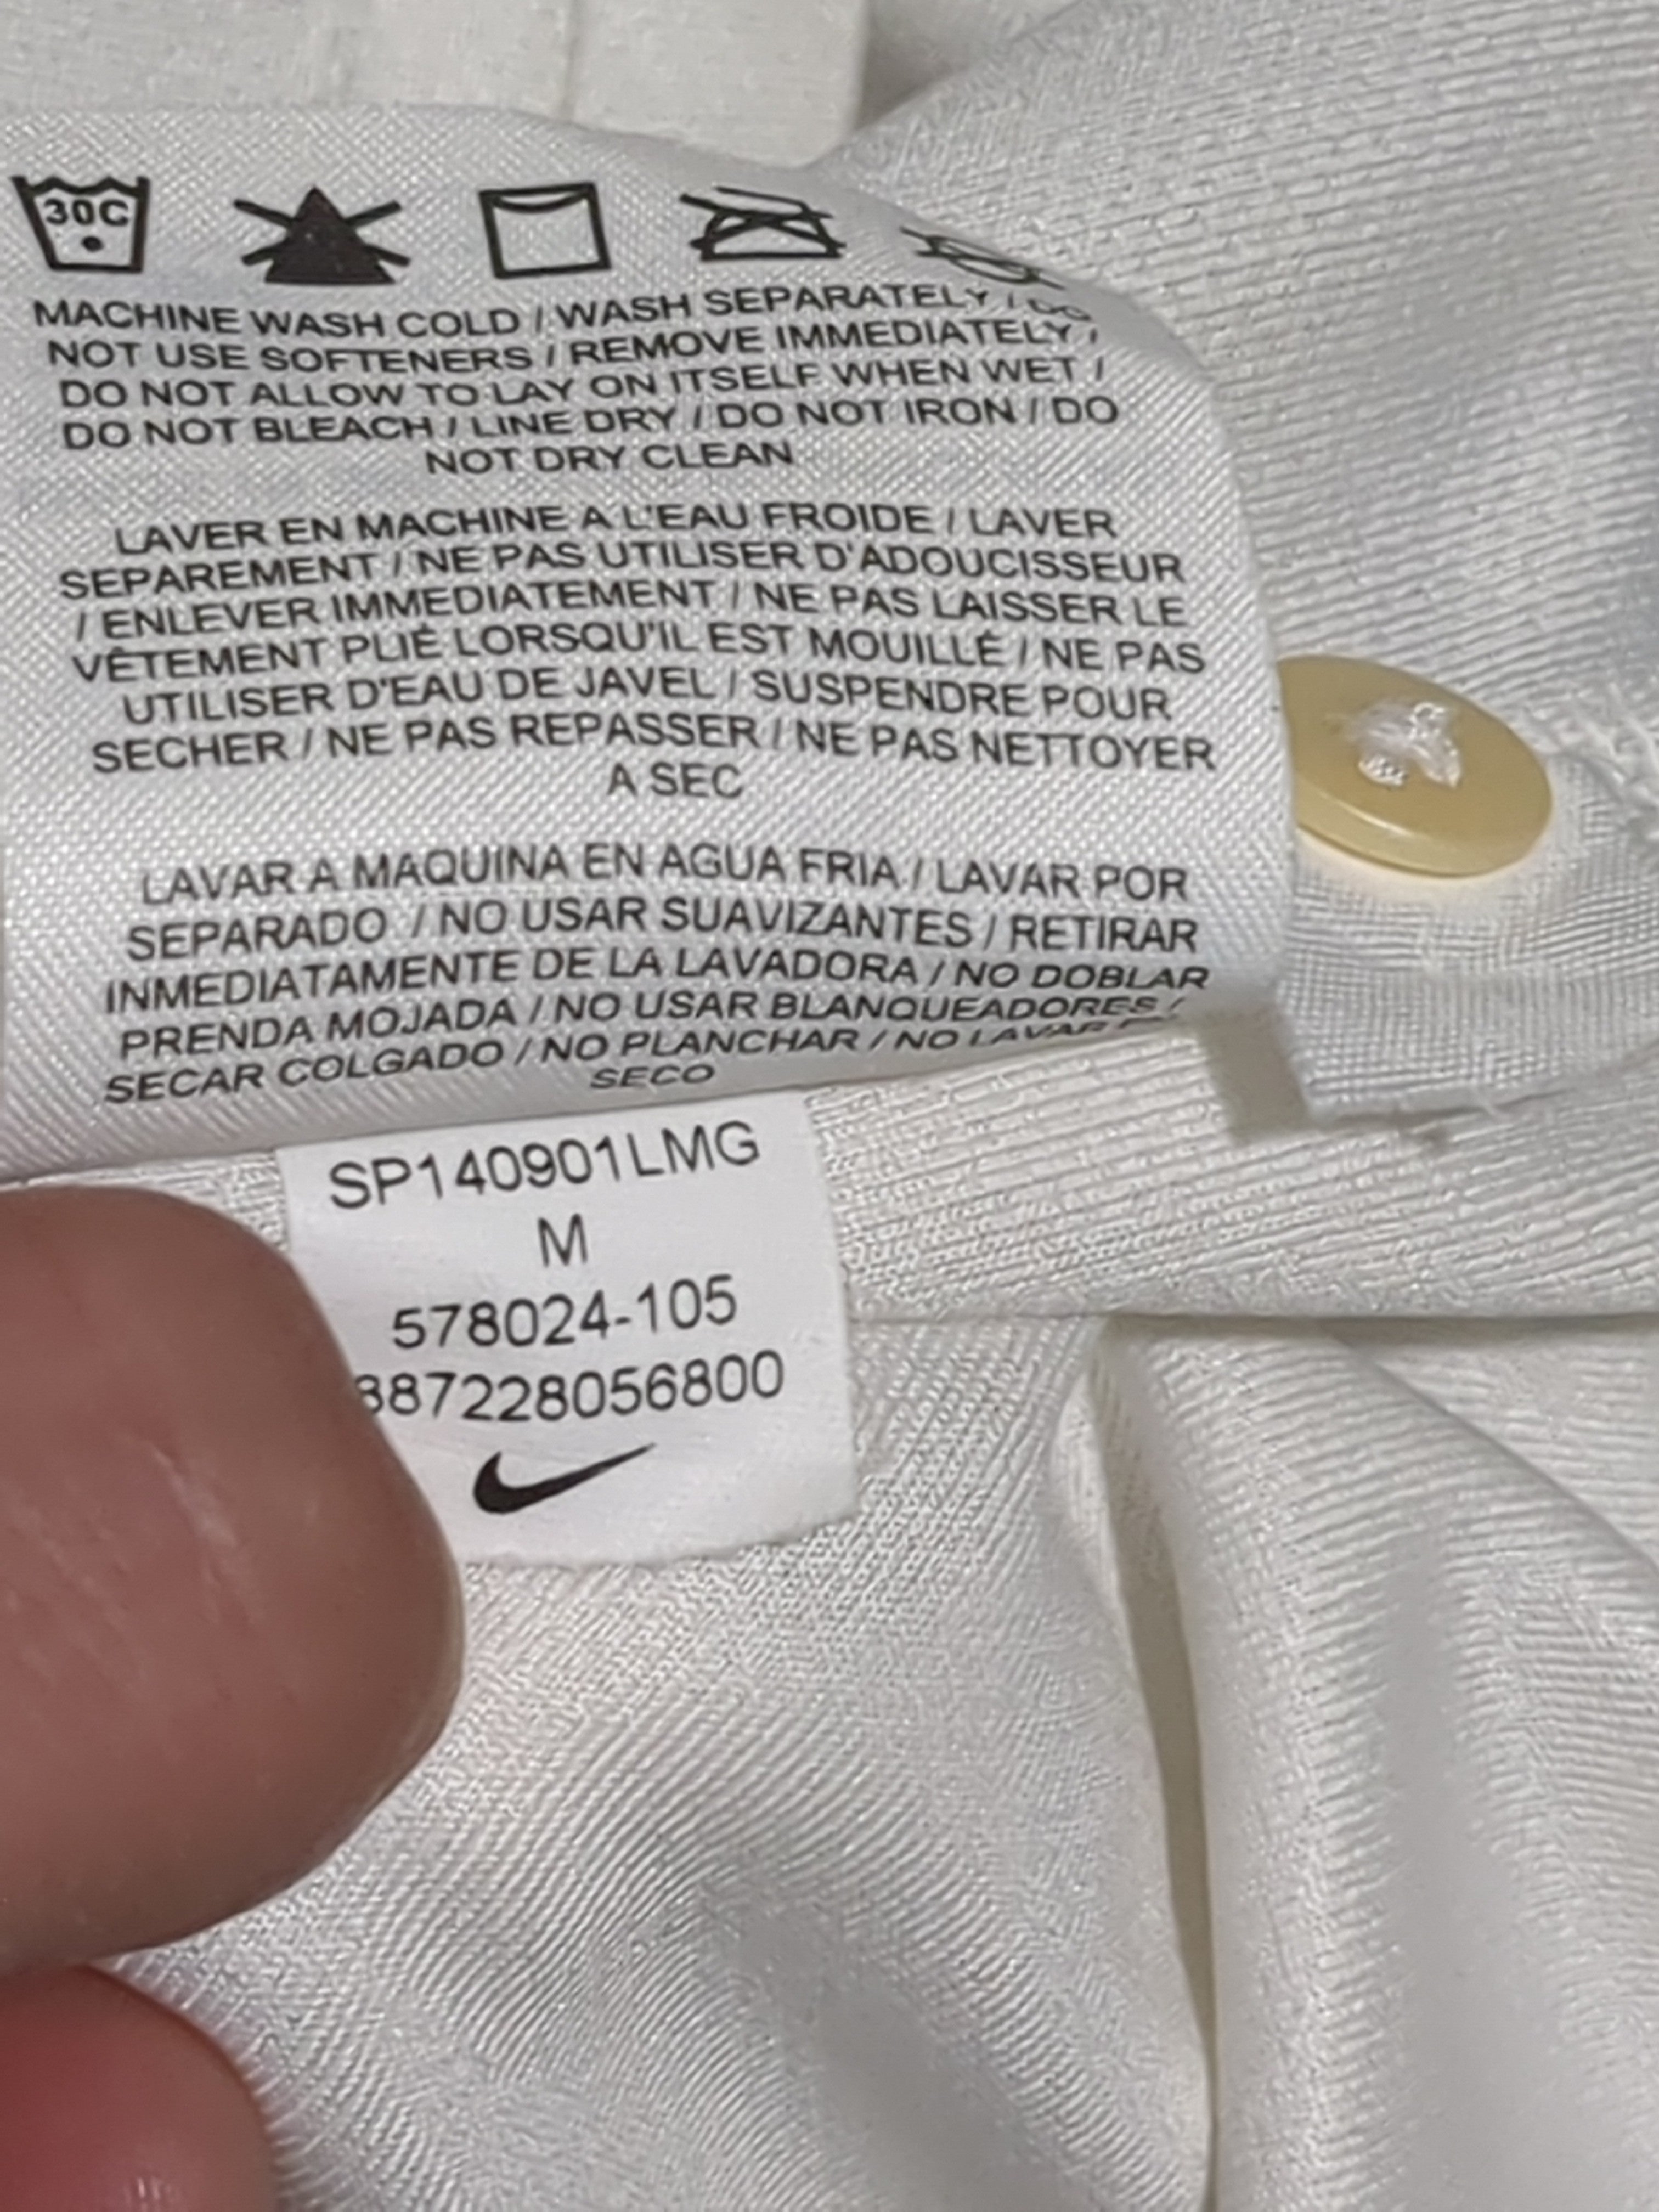 30C
MACHINE WASH COLD / WASH SEPARATELY / DO
NOT USE SOFTENERS / REMOVE IMMEDIATELY /
DO NOT ALLOW TO LAY ON ITSELF WHEN WET /
DO NOT BLEACH / LINE DRY / DO NOT IRON / DO
NOT DRY CLEAN
LAVER EN MACHINE A L'EAU FROIDE / LAVER
SEPAREMENT / NE PAS UTILISER D'ADOUCISSEUR
/ ENLEVER IMMEDIATEMENT / NE PAS LAISSER LE
VÊTEMENT PLIÉ LORSQU'IL EST MOUILLÉ / NE PAS
UTILISER D'EAU DE JAVEL / SUSPENDRE POUR
SECHER / NE PAS REPASSER / NE PAS NETTOYER
A SEC
LAVAR A MAQUINA EN AGUA FRIA / LAVAR POR
SEPARADO / NO USAR SUAVIZANTES / RETIRAR
INMEDIATAMENTE DE LA LAVADORA / NO DOBLAR
PRENDA MOJADA / NO USAR BLANQUEADORES /
SECAR COLGADO / NO PLANCHAR / NO LAVAR
SECO
SP140901LMG
M
578024-105
887228056800